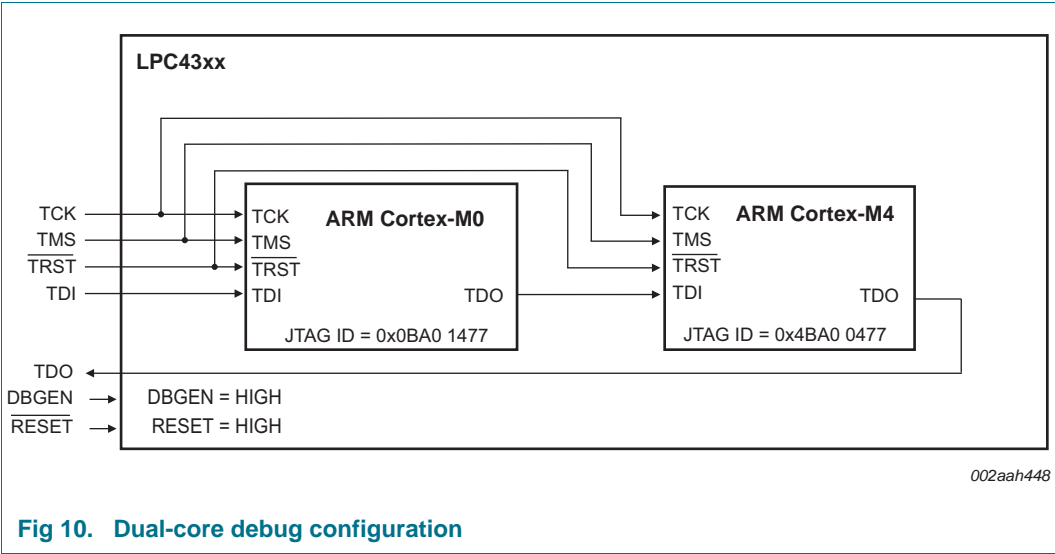 LPC43xx
TCK
TMS
TRST
TDI
TDO
DBGEN
RESET
TCK
ARM Cortex-M0
TMS
TRST
TDI
TDO
JTAG ID = 0x0BA0 1477
TCK
ARM Cortex-M4
TMS
TRST
TDI
TDO
JTAG ID = 0x4BA0 0477
DBGEN = HIGH
RESET = HIGH
002aah448
Fig 10. Dual-core debug configuration